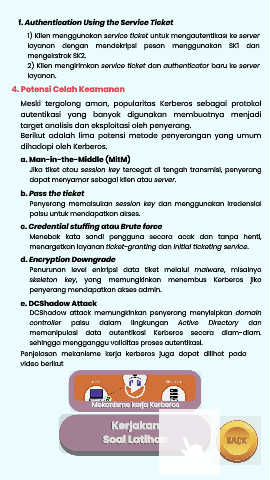 1. Authentication Using the Service Ticket
1) Klien menggunakan service ticket untuk mengautentikasi ke server
layanan dengan mendekripsi pesan menggunakan SK1 dan
mengekstrak SK2.
2) Klien mengirimkan service ticket dan authenticator baru ke server
layanan.
4. Potensi Celah Keamanan
Meski tergolong aman, popularitas Kerberos sebagai protokol
autentikasi yang banyak digunakan membuatnya menjadi
target analisis dan eksploitasi oleh penyerang.
Berikut adalah lima potensi metode penyerangan yang umum
dihadapi oleh Kerberos.
a. Man-in-the-Middle (MitM)
Jika tiket atau session key tercegat di tengah transmisi, penyerang
dapat menyamar sebagai klien atau server.
b. Pass the ticket
Penyerang memalsukan session key dan menggunakan kredensial
palsu untuk mendapatkan akses.
c. Credential stuffing atau Brute force
Menebak kata sandi pengguna secara acak dan tanpa henti,
menargetkan layanan ticket-granting dan initial ticketing service.
d. Encryption Downgrade
Penurunan level enkripsi data tiket melalui malware, misalnya
skeleton key, yang memungkinkan menembus Kerberos jika
penyerang mendapatkan akses admin.
e. DCShadow Attack
DCShadow attack memungkinkan penyerang menyisipkan domain
controller palsu dalam lingkungan Active Directory dan
memanipulasi data autentikasi Kerberos secara diam-diam,
sehingga mengganggu validitas proses autentikasi.
Penjelasan mekanisme kerja kerberos juga dapat dilihat pada
video berikut
Mekanisme kerja Kerberos
Kerjakan
Soal Latihan
BACK